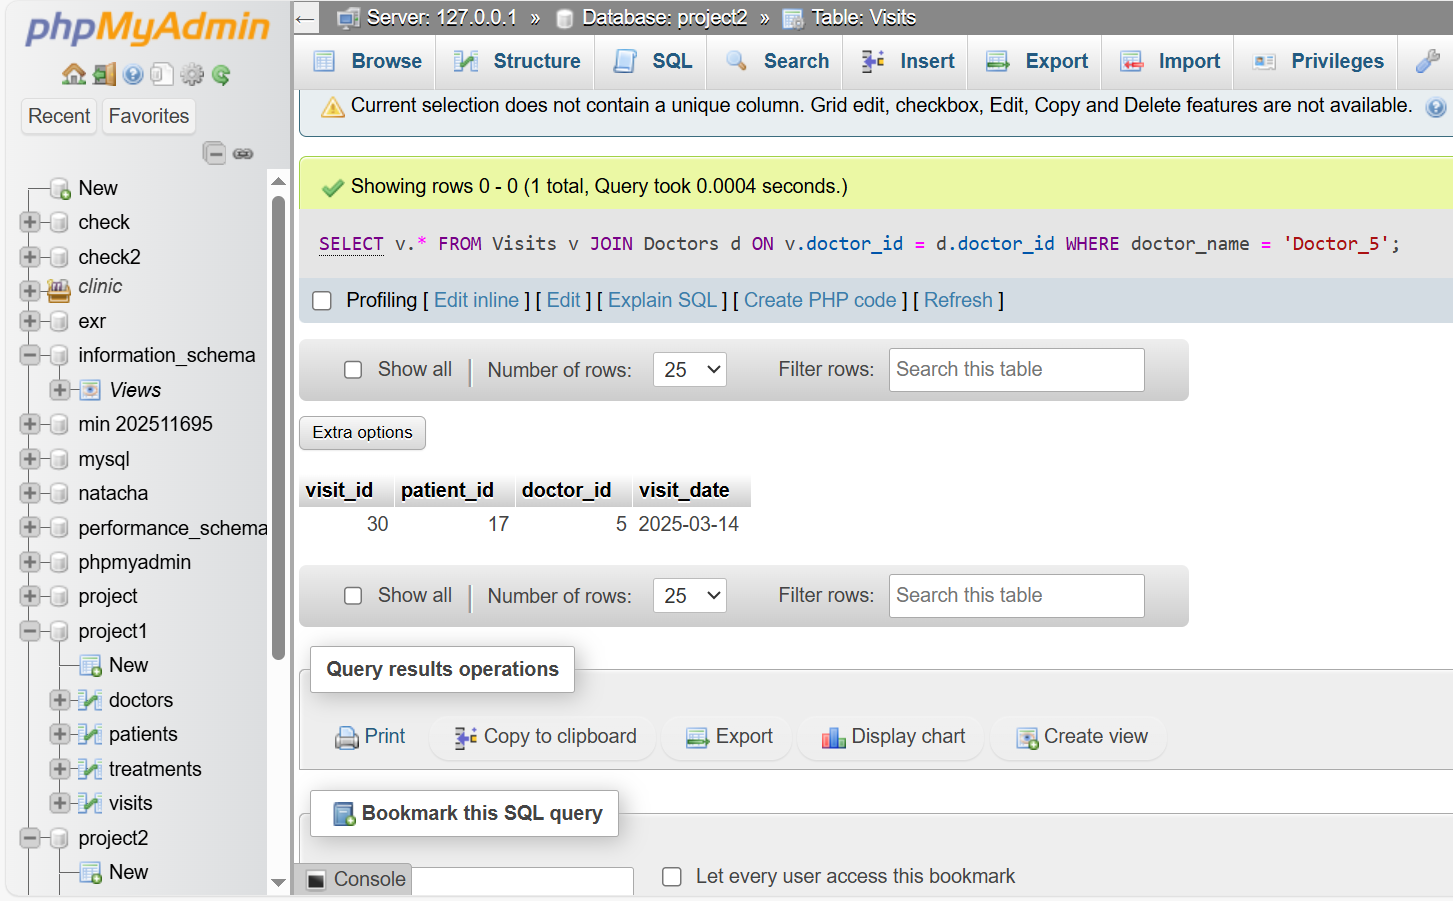 phpMyAdmin
Recent
Favorites
New
check
check2
clinic
exr
information_schema
Views
min 202511695
mysql
natacha
performance_schema
phpmyadmin
project
project1
New
doctors
patients
treatments
visits
project2
New
Server: 127.0.0.1 » Database: project2 » Table: Visits
Browse Structure SQL Search Insert Export Import Privileges
Current selection does not contain a unique column. Grid edit, checkbox, Edit, Copy and Delete features are not available.
Showing rows 0 - 0 (1 total, Query took 0.0004 seconds.)
SELECT v.* FROM Visits v JOIN Doctors d ON v.doctor_id = d.doctor_id WHERE doctor_name = 'Doctor_5';
Profiling [ Edit inline ] [ Edit ] [ Explain SQL ] [ Create PHP code ] [ Refresh ]
Show all | Number of rows: 25 Filter rows: Search this table
Extra options
visit_id patient_id doctor_id visit_date
30 17 5 2025-03-14
Show all | Number of rows: 25 Filter rows: Search this table
Query results operations
Print Copy to clipboard Export Display chart Create view
Bookmark this SQL query
Console
Let every user access this bookmark